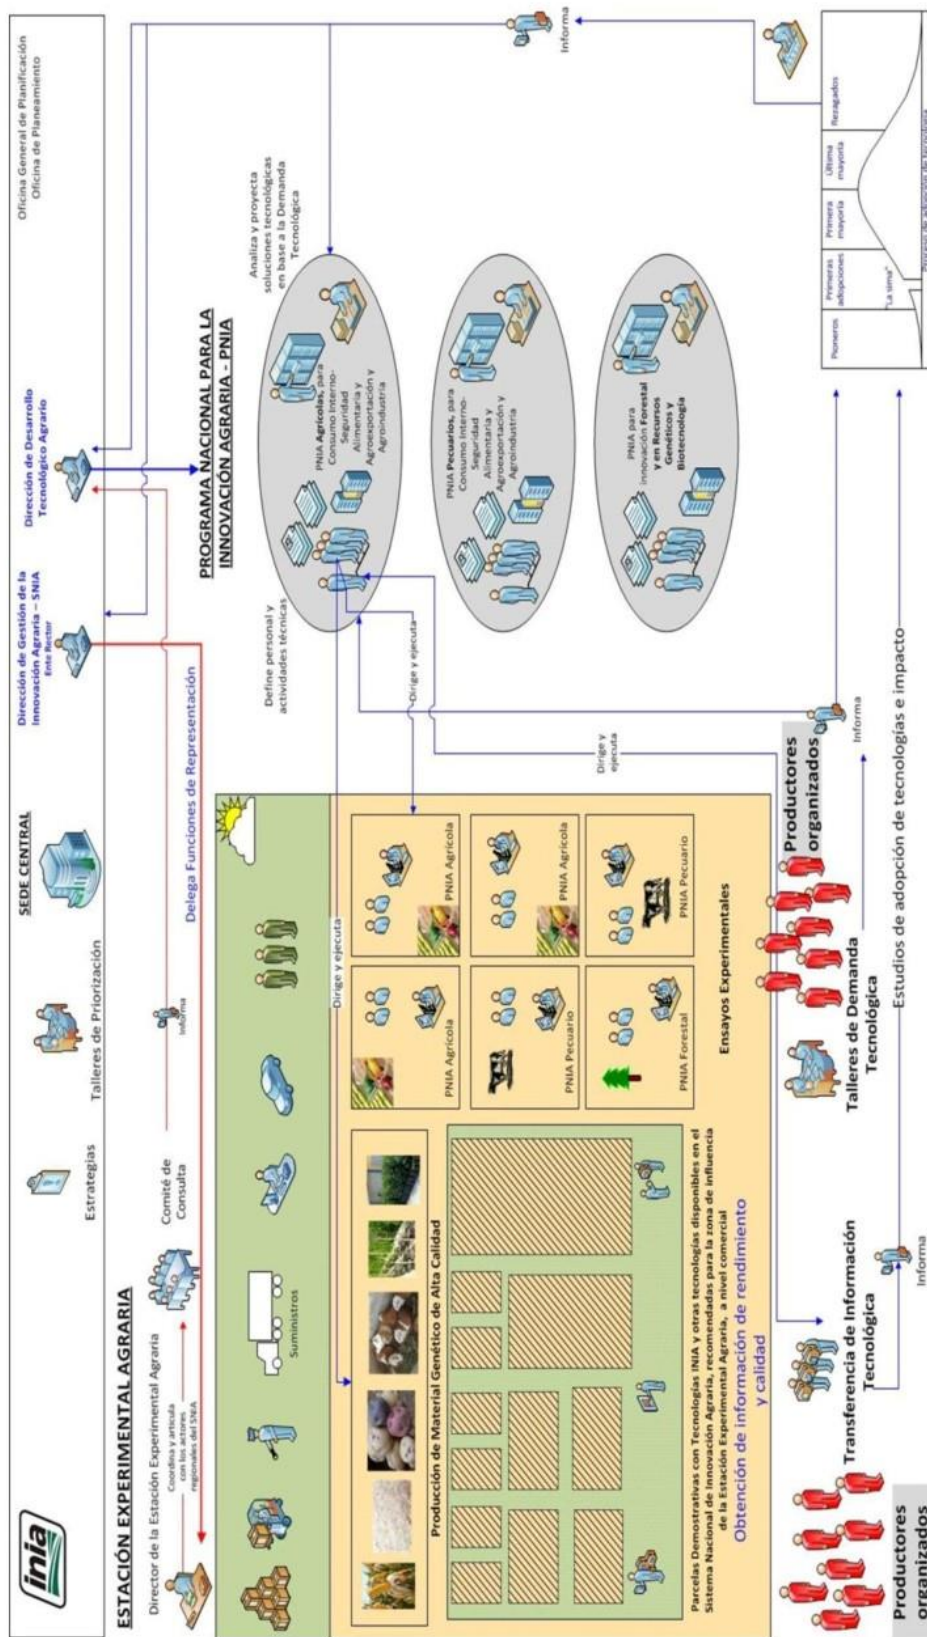 inia
SEDE CENTRAL
Estrategias
Talleres de Priorización
Dirección de Gestión de la
Innovación Agraria – SNIA
Ente Rector
Dirección de Desarrollo
Tecnológico Agrario
Oficina General de Planificación
Oficina de Planeamiento
ESTACIÓN EXPERIMENTAL AGRARIA
Director de la Estación Experimental Agraria
Coordina y articula
con los actores
regionales del SNIA
Comité de
Consulta
Informa
Delega Funciones de Representación
Informa
PROGRAMA NACIONAL PARA LA
INNOVACIÓN AGRARIA - PNIA
Define personal y
actividades técnicas
Analiza y proyecta
soluciones tecnológicas
en base a la Demanda
Tecnológica
PNIA Agrícolas, para
Consumo Interno-
Seguridad
Alimentaria y
Agroexportación y
Agroindustria
PNIA Pecuarios, para
Consumo Interno-
Seguridad
Alimentaria y
Agroexportación y
Agroindustria
PNIA para
innovación Forestal
y en Recursos
Genéticos y
Biotecnología
Suministros
Dirige y ejecuta
Dirige y ejecuta
Dirige y
ejecuta
Producción de Material Genético de Alta Calidad
PNIA Agrícola
PNIA Agrícola
PNIA Pecuario
PNIA Agrícola
PNIA Forestal
PNIA Pecuario
Ensayos Experimentales
Parcelas Demostrativas con Tecnologías INIA y otras tecnologías disponibles en el
Sistema Nacional de Innovación Agraria, recomendadas para la zona de influencia
de la Estación Experimental Agraria, a nivel comercial
Obtención de información de rendimiento
y calidad
Productores
organizados
Transferencia de Información
Tecnológica
Informa
Talleres de Demanda
Tecnológica
Productores
organizados
Informa
Estudios de adopción de tecnologías e impacto
Pioneros
Primeras
adopciones
Primera
mayoría
Última
mayoría
Rezagados
"La sima"
Proceso de adopción de tecnología